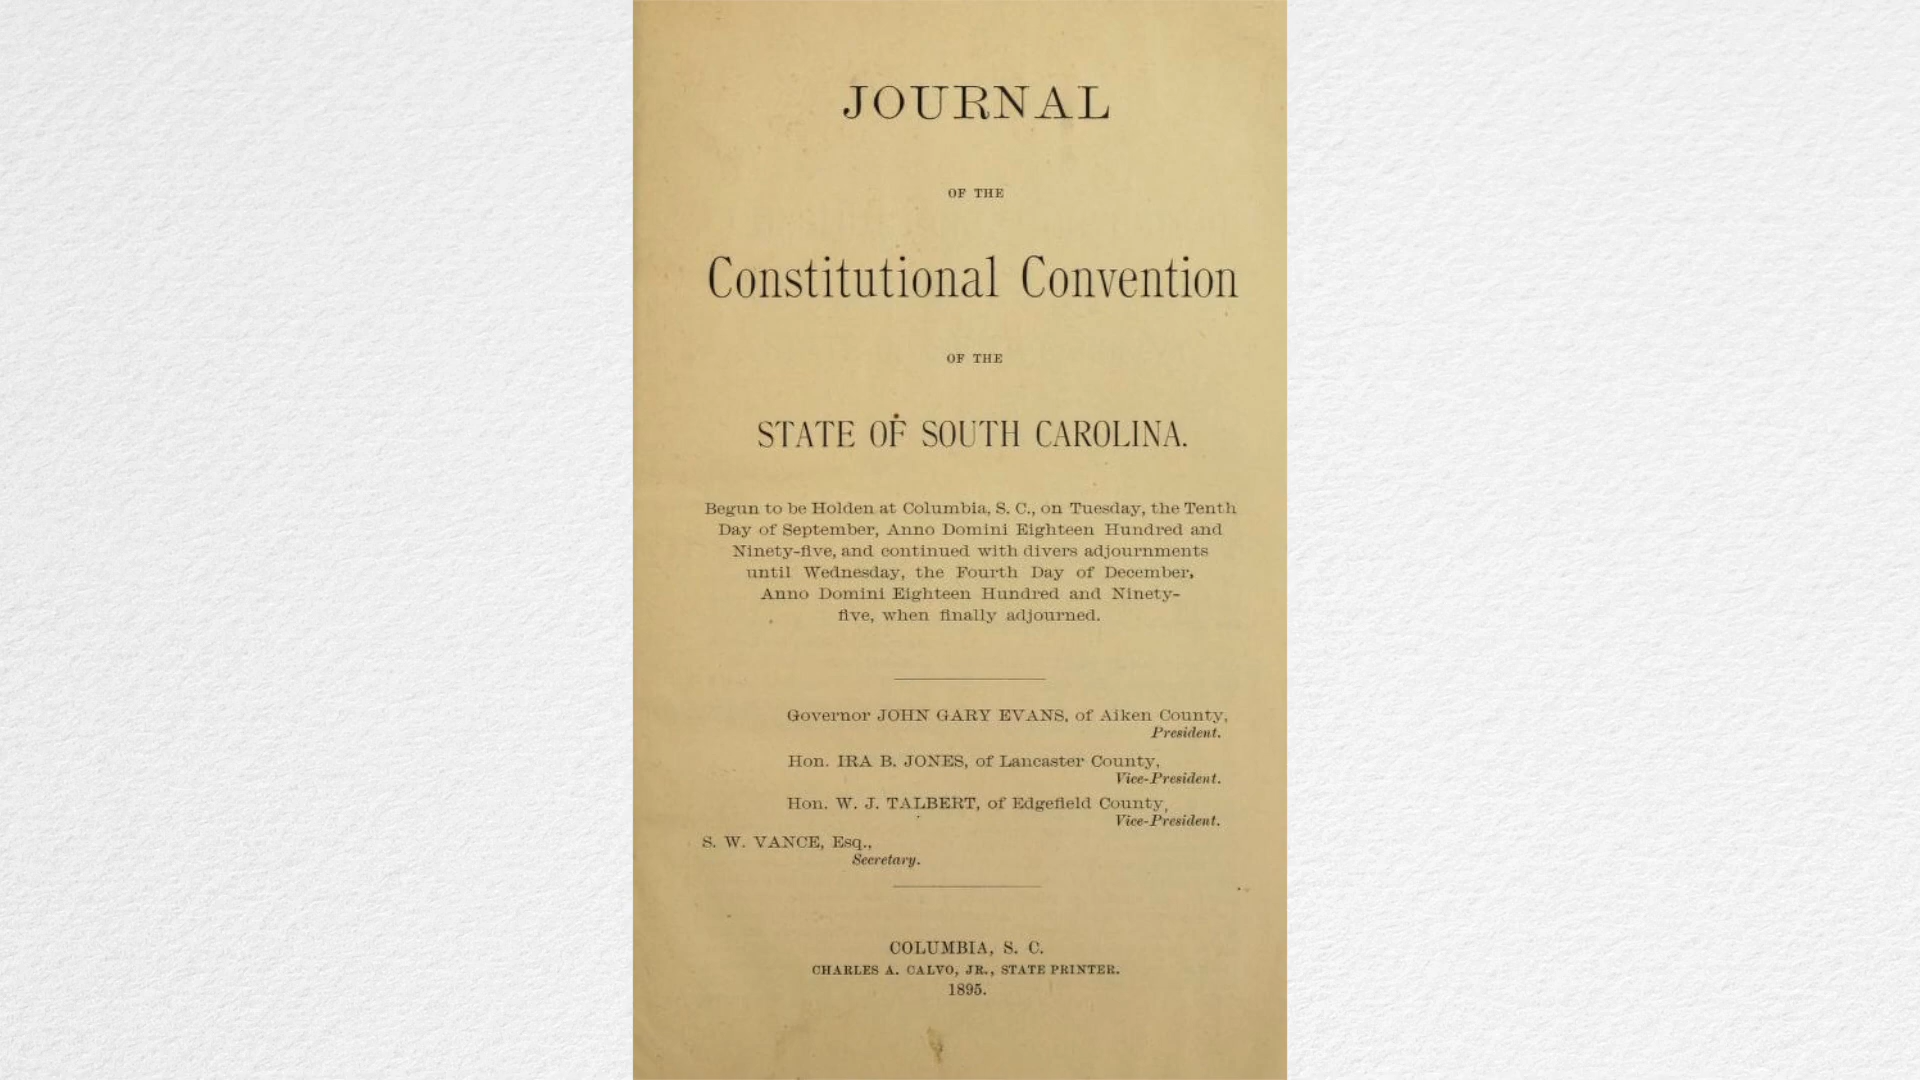 JOURNAL
OF THE
Constitutional Convention
OF THE
STATE OF SOUTH CAROLINA.
Begun to be Holden at Columbia, S. C., on Tuesday, the Tenth
Day of September, Anno Domini Eighteen Hundred and
Ninety-five, and continued with divers adjournments
until Wednesday, the Fourth Day of December,
Anno Domini Eighteen Hundred and Ninety-
five, when finally adjourned.
Governor JOHN GARY EVANS, of Aiken County,
President.
Hon. IRA B. JONES, of Lancaster County,
Vice-President.
Hon. W. J. TALBERT, of Edgefield County,
Vice-President.
S. W. VANCE, Esq.,
Secretary.
COLUMBIA, S. C.
CHARLES A. CALVO, JR., STATE PRINTER.
1895.